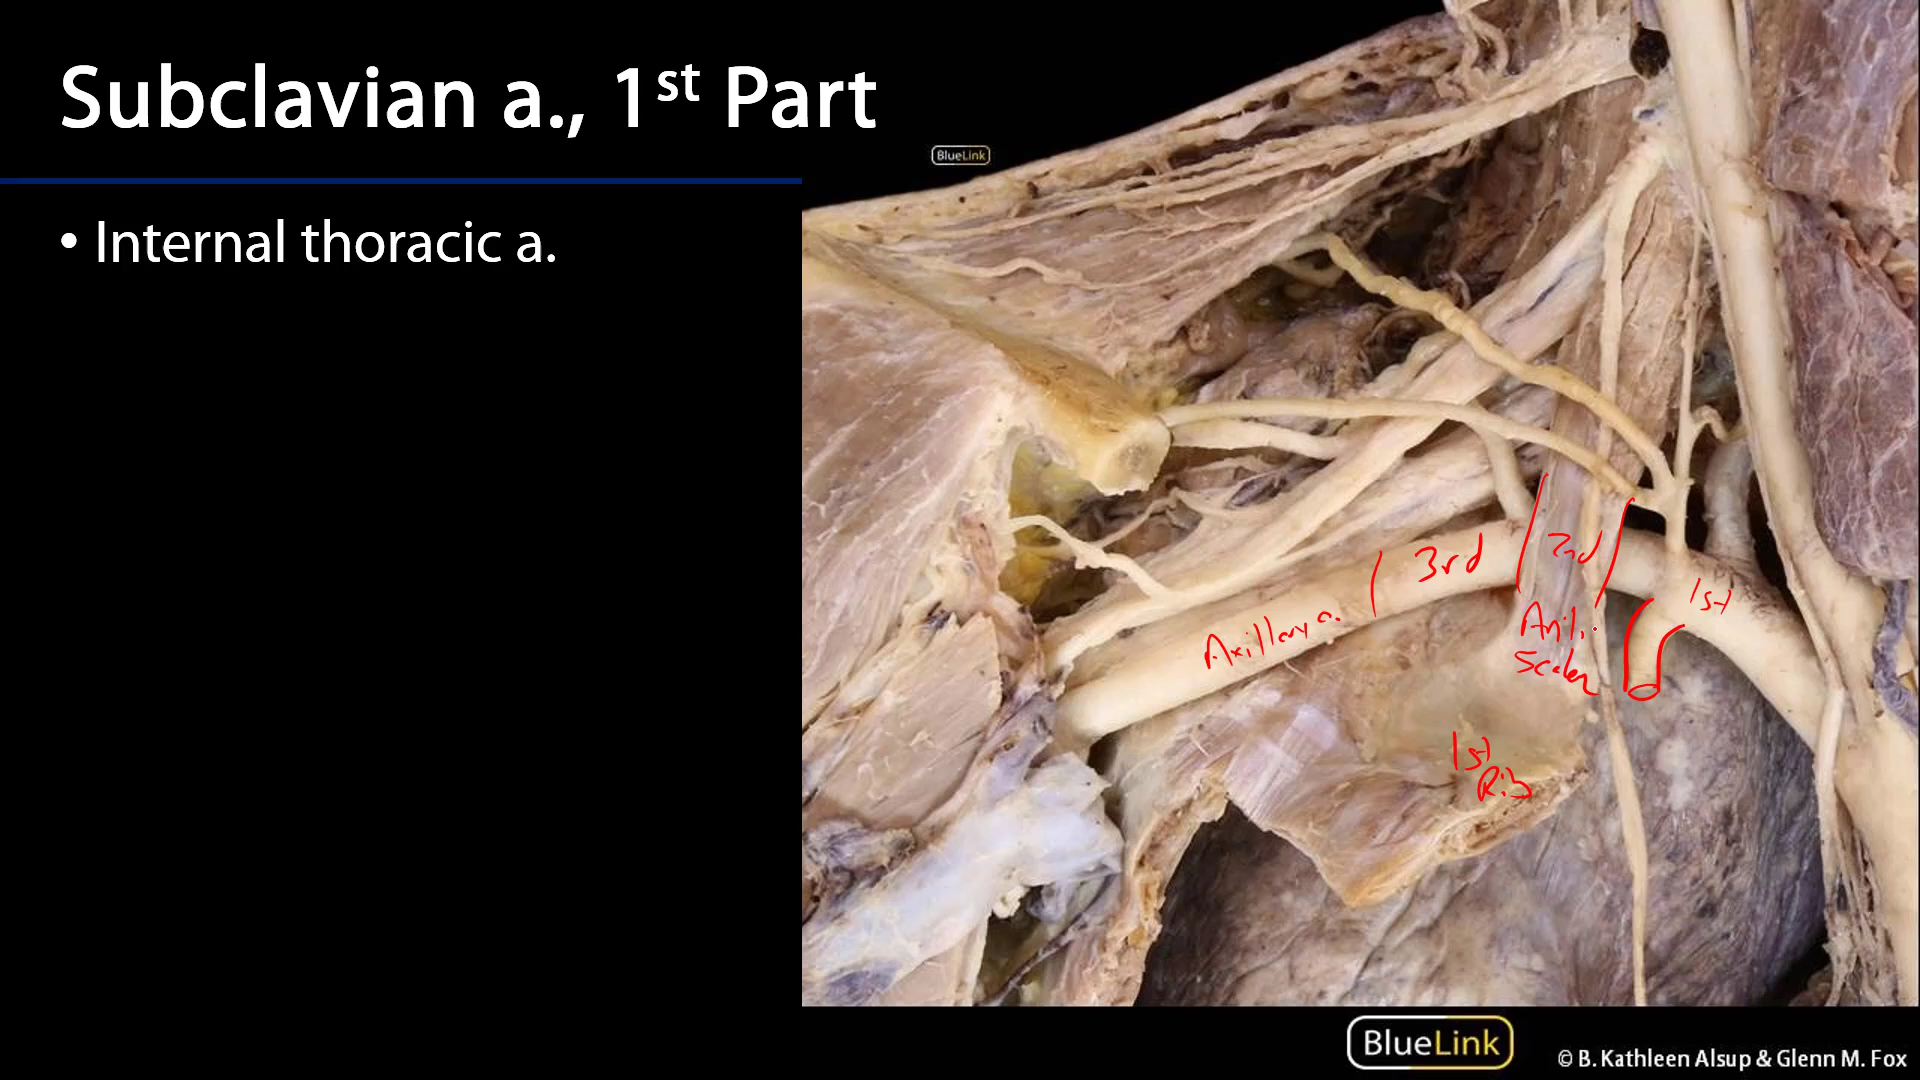 Subclavian a., 1st Part
BlueLink
• Internal thoracic a.
3rd
2nd
1st
Axillary a.
Ant.
Scalen
1st
Rib
BlueLink
© B. Kathleen Alsup & Glenn M. Fox